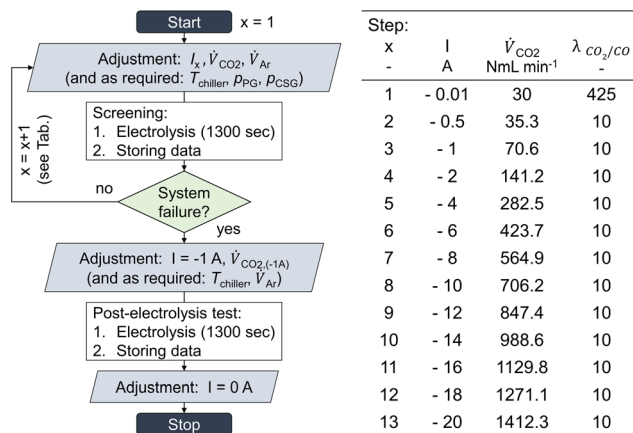 Start
x = 1
Adjustment: Iₓ, V̇CO2, V̇Ar
(and as required: Tchiller, pPG, pCSG)
x = x+1
(see Tab.)
Screening:
1. Electrolysis (1300 sec)
2. Storing data
no
System
failure?
yes
Adjustment: I = -1 A, V̇CO2,(-1A)
(and as required: Tchiller, V̇Ar)
Post-electrolysis test:
1. Electrolysis (1300 sec)
2. Storing data
Adjustment: I = 0 A
Stop
Step:
x I V̇CO2 λ CO2/CO
- A NmL min⁻¹ -
1 - 0.01 30 425
2 - 0.5 35.3 10
3 - 1 70.6 10
4 - 2 141.2 10
5 - 4 282.5 10
6 - 6 423.7 10
7 - 8 564.9 10
8 - 10 706.2 10
9 - 12 847.4 10
10 - 14 988.6 10
11 - 16 1129.8 10
12 - 18 1271.1 10
13 - 20 1412.3 10